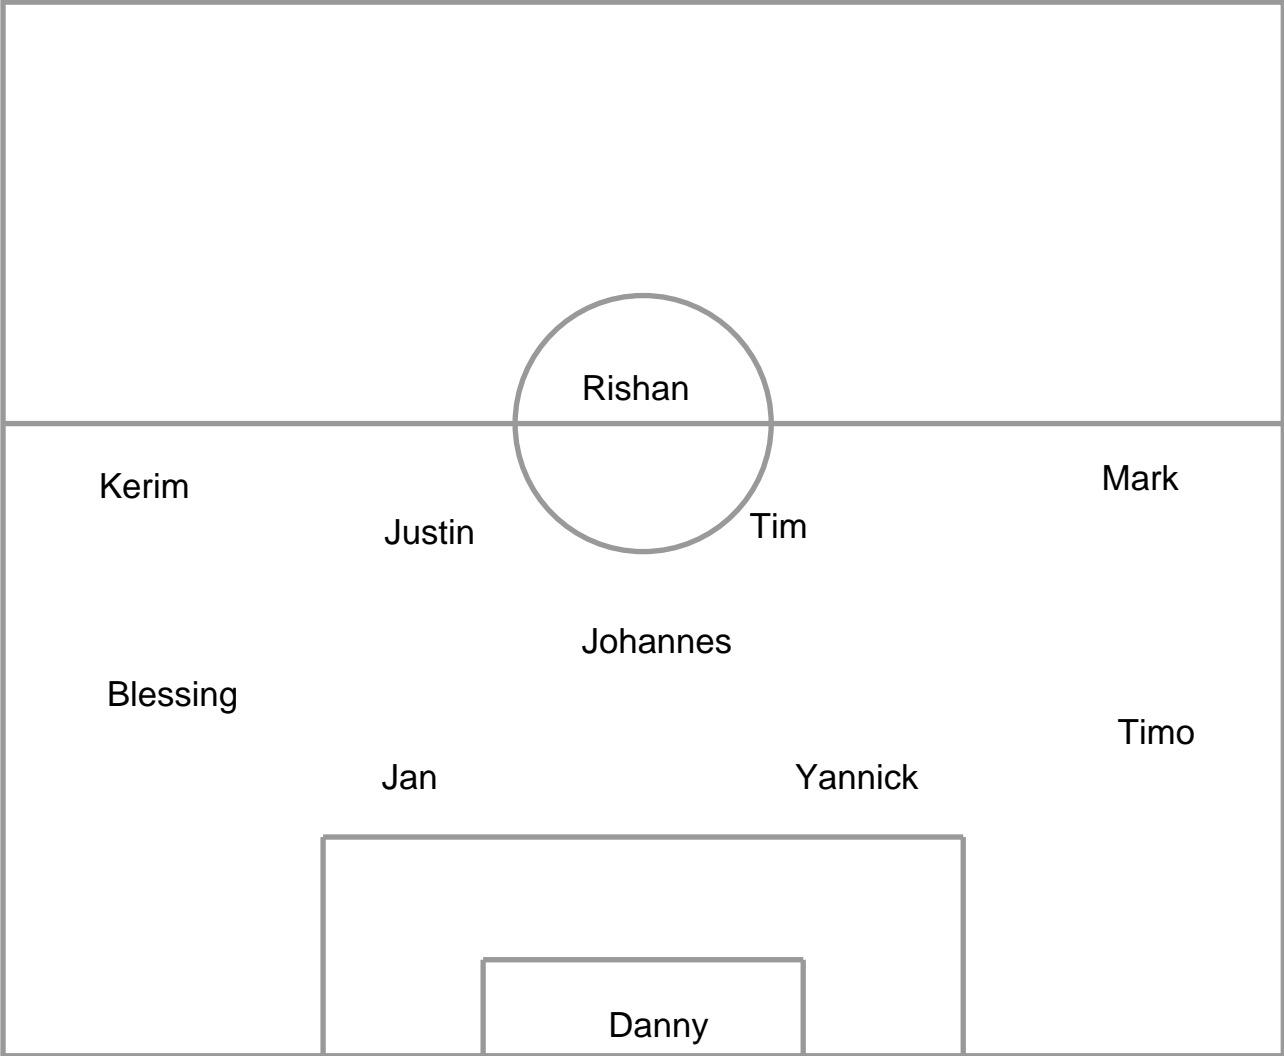 Rishan
Kerim
Mark
Justin
Tim
Johannes
Blessing
Timo
Jan
Yannick
Danny